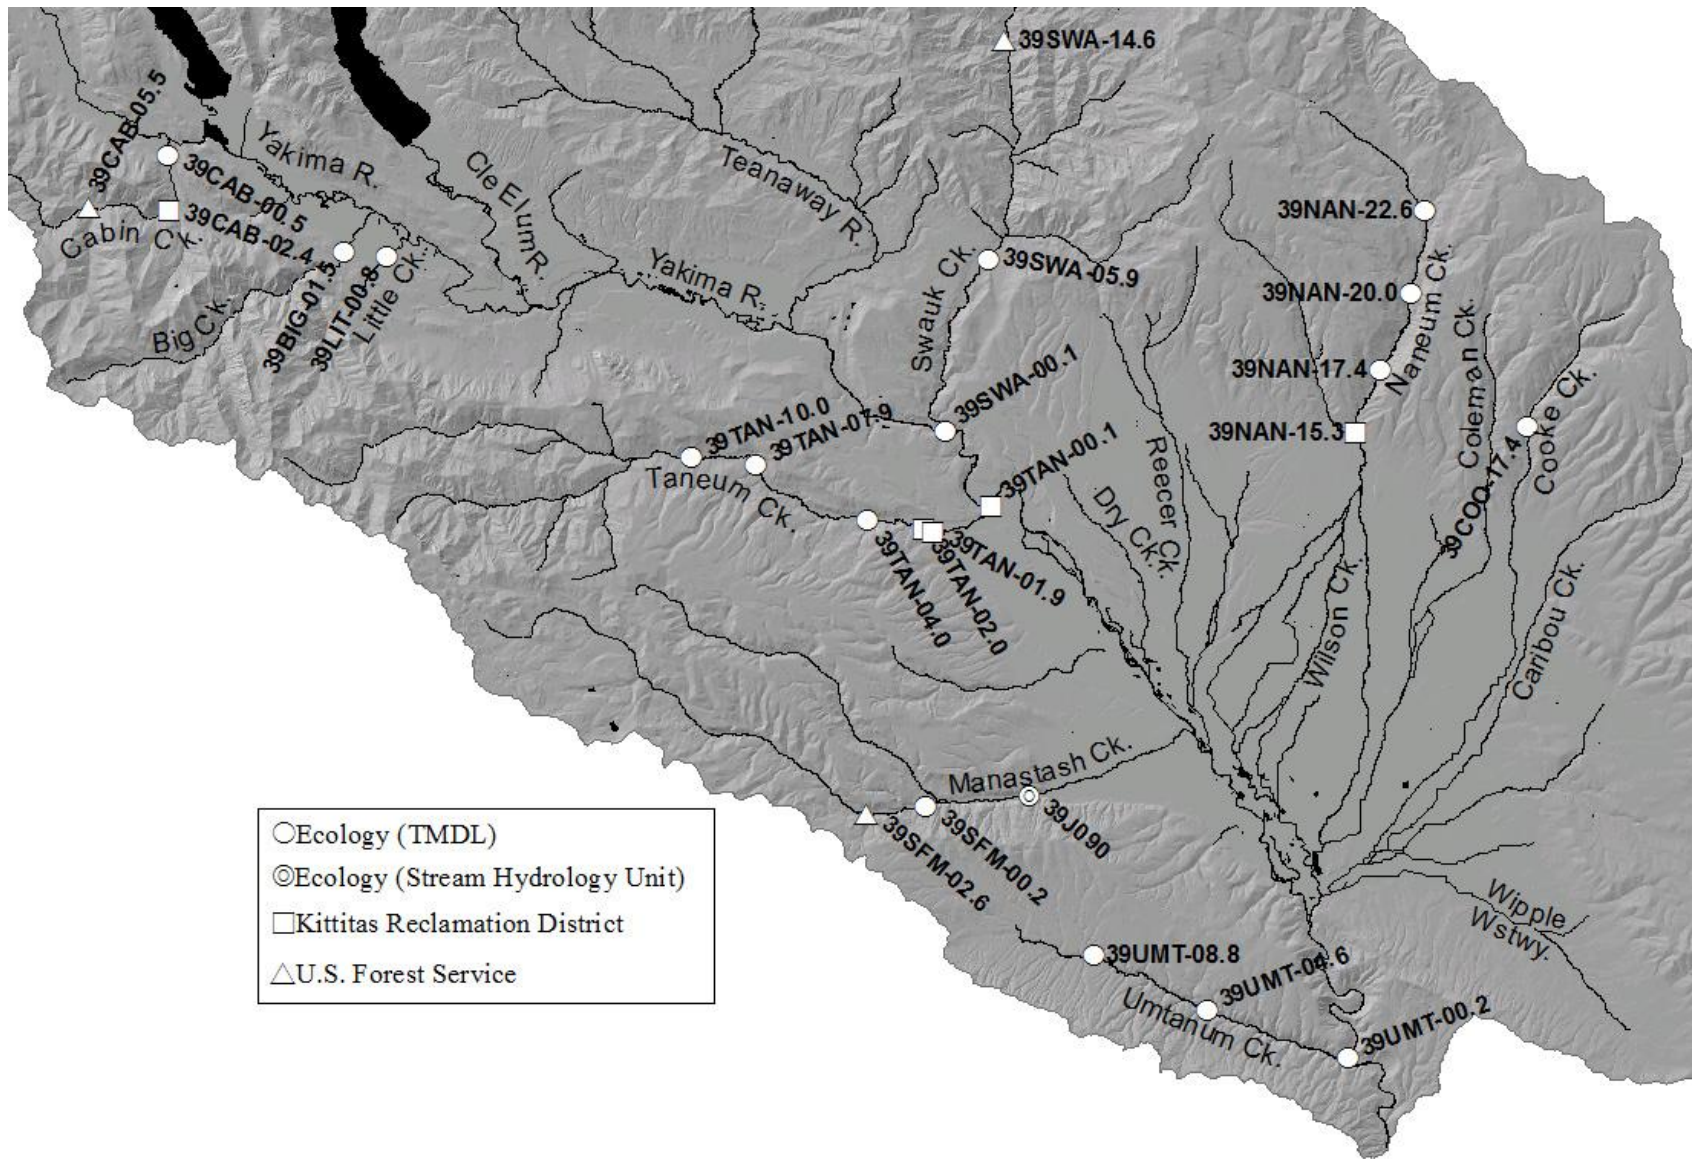 39SWA-14.6
39CAB-05.5
Yakima R.
39CAB-00.5
Cle Elum R.
Teanaway R.
39CAB-02.4
Cabin Ck.
39NAN-22.6
Naneum Ck.
39BIG-01.5
39LIT-00.8
Little Ck.
Big Ck.
Yakima R.
Swauk Ck.
39SWA-05.9
39NAN-20.0
Coleman Ck.
39NAN-17.4
39SWA-00.1
39TAN-10.0
39TAN-07.9
39NAN-15.3
39COO-17.4
Cooke Ck.
Taneum Ck.
39TAN-00.1
Reecer Ck.
Dry Ck.
39TAN-01.9
39TAN-02.0
39TAN-04.0
Wilson Ck.
Caribou Ck.
Manastash Ck.
39J090
39SFM-00.2
39SFM-02.6
Ecology (TMDL)
Ecology (Stream Hydrology Unit)
Kittitas Reclamation District
U.S. Forest Service
Wipple
Wstwy.
39UMT-08.8
39UMT-04.6
Umtanum Ck.
39UMT-00.2